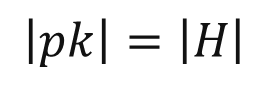 |pk| = |H|